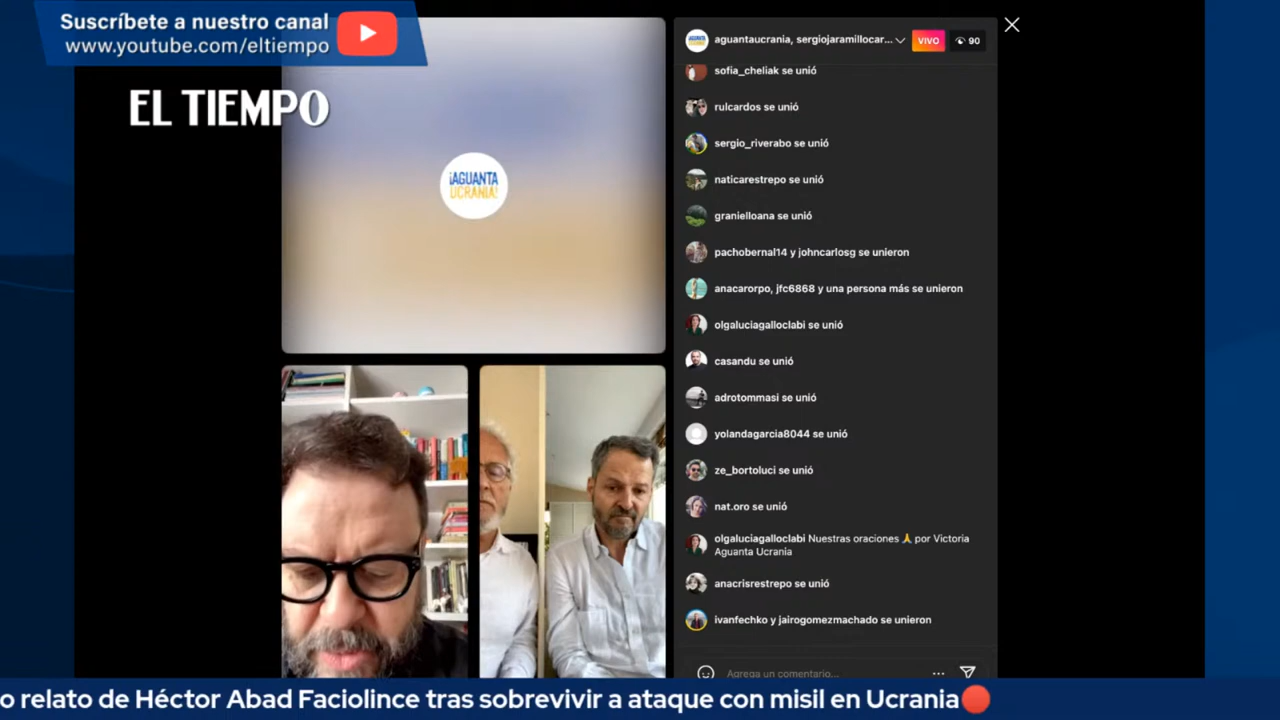 Suscríbete a nuestro canal
www.youtube.com/eltiempo
EL TIEMPO
¡AGUANTA
UCRANIA!
aguantaucrania, sergiojaramillocar...
VIVO
90
sofia_cheliak se unió
rulcardos se unió
sergio_riverabo se unió
naticarestrepo se unió
granielloana se unió
pachobernal14 y johncarlosg se unieron
anacarorpo, jfc6868 y una persona más se unieron
olgaluciagalloclabi se unió
casandu se unió
adrotommasi se unió
yolandagarcia8044 se unió
ze_bortoluci se unió
nat.oro se unió
olgaluciagalloclabi Nuestras oraciones 🙏 por Victoria
Aguanta Ucrania
anacrisrestrepo se unió
ivanfechko y jairogomezmachado se unieron
Agrega un comentario...
o relato de Héctor Abad Faciolince tras sobrevivir a ataque con misil en Ucrania🔴